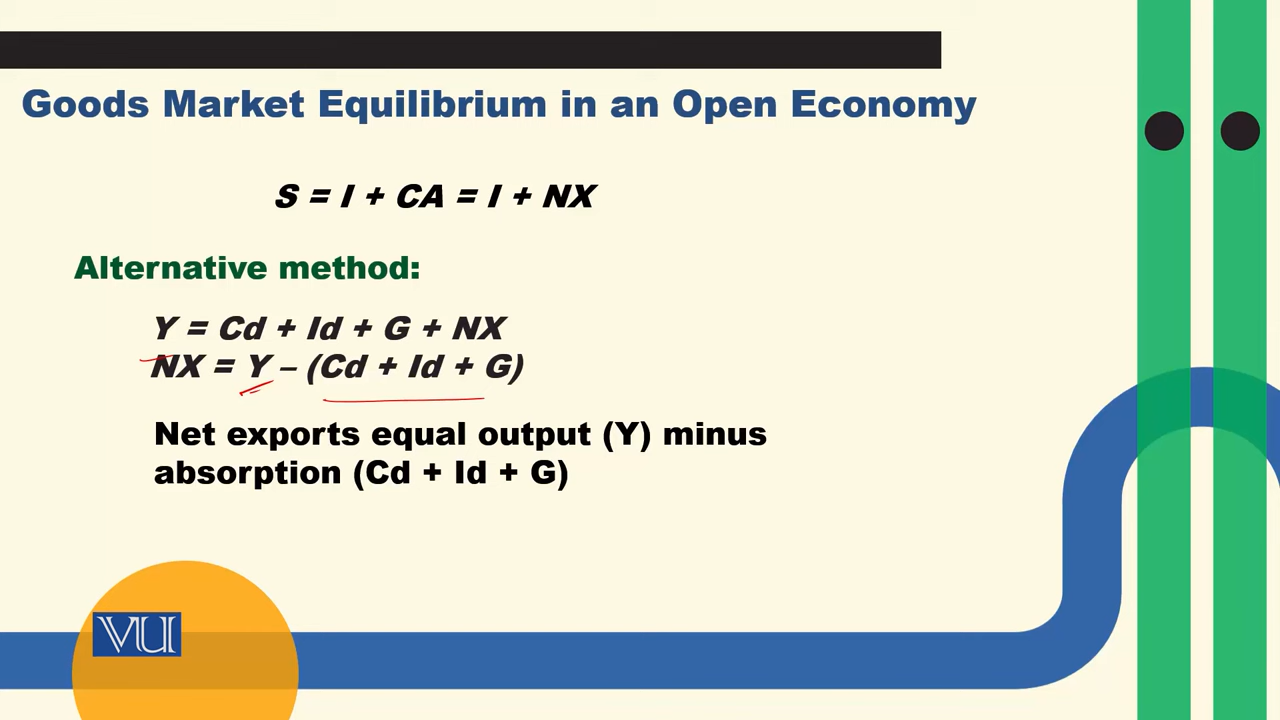 Goods Market Equilibrium in an Open Economy
S = I + CA = I + NX
Alternative method:
Y = Cd + Id + G + NX
NX = Y – (Cd + Id + G)
Net exports equal output (Y) minus
absorption (Cd + Id + G)
VU